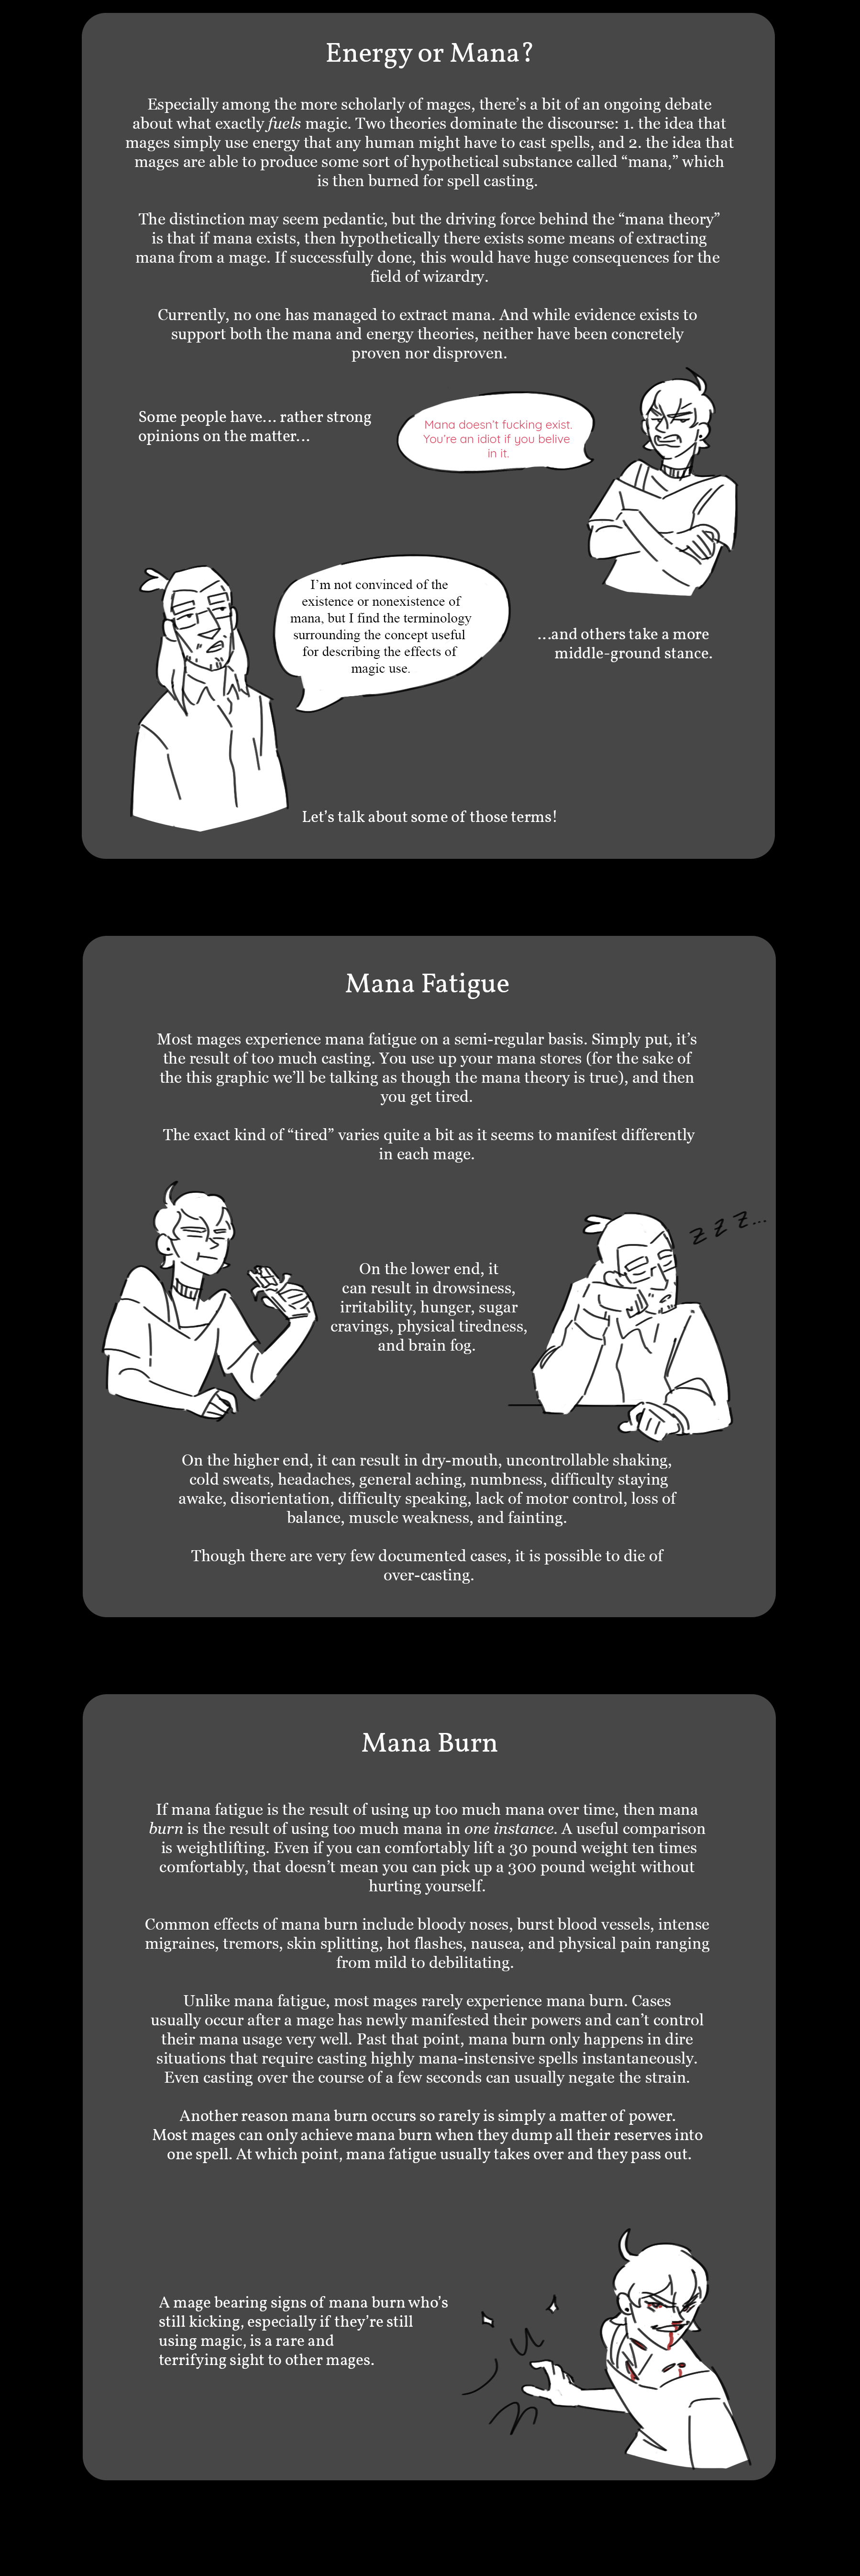 Energy or Mana?
Especially among the more scholarly of mages, there's a bit of an ongoing debate
about what exactly fuels magic. Two theories dominate the discourse: 1. the idea that
mages simply use energy that any human might have to cast spells, and 2. the idea that
mages are able to produce some sort of hypothetical substance called “mana,” which
is then burned for spell casting.
The distinction may seem pedantic, but the driving force behind the “mana theory”
is that if mana exists, then hypothetically there exists some means of extracting
mana from a mage. If successfully done, this would have huge consequences for the
field of wizardry.
Currently, no one has managed to extract mana. And while evidence exists to
support both the mana and energy theories, neither have been concretely
proven nor disproven.
Some people have... rather strong
opinions on the matter...
Mana doesn't fucking exist.
You're an idiot if you belive
in it.
I'm not convinced of the
existence or nonexistence of
mana, but I find the terminology
surrounding the concept useful
for describing the effects of
magic use.
...and others take a more
middle-ground stance.
Let's talk about some of those terms!
Mana Fatigue
Most mages experience mana fatigue on a semi-regular basis. Simply put, it's
the result of too much casting. You use up your mana stores (for the sake of
the this graphic we'll be talking as though the mana theory is true), and then
you get tired.
The exact kind of “tired” varies quite a bit as it seems to manifest differently
in each mage.
z z z...
On the lower end, it
can result in drowsiness,
irritability, hunger, sugar
cravings, physical tiredness,
and brain fog.
On the higher end, it can result in dry-mouth, uncontrollable shaking,
cold sweats, headaches, general aching, numbness, difficulty staying
awake, disorientation, difficulty speaking, lack of motor control, loss of
balance, muscle weakness, and fainting.
Though there are very few documented cases, it is possible to die of
over-casting.
Mana Burn
If mana fatigue is the result of using up too much mana over time, then mana
burn is the result of using too much mana in one instance. A useful comparison
is weightlifting. Even if you can comfortably lift a 30 pound weight ten times
comfortably, that doesn't mean you can pick up a 300 pound weight without
hurting yourself.
Common effects of mana burn include bloody noses, burst blood vessels, intense
migraines, tremors, skin splitting, hot flashes, nausea, and physical pain ranging
from mild to debilitating.
Unlike mana fatigue, most mages rarely experience mana burn. Cases
usually occur after a mage has newly manifested their powers and can't control
their mana usage very well. Past that point, mana burn only happens in dire
situations that require casting highly mana-instensive spells instantaneously.
Even casting over the course of a few seconds can usually negate the strain.
Another reason mana burn occurs so rarely is simply a matter of power.
Most mages can only achieve mana burn when they dump all their reserves into
one spell. At which point, mana fatigue usually takes over and they pass out.
A mage bearing signs of mana burn who's
still kicking, especially if they're still
using magic, is a rare and
terrifying sight to other mages.